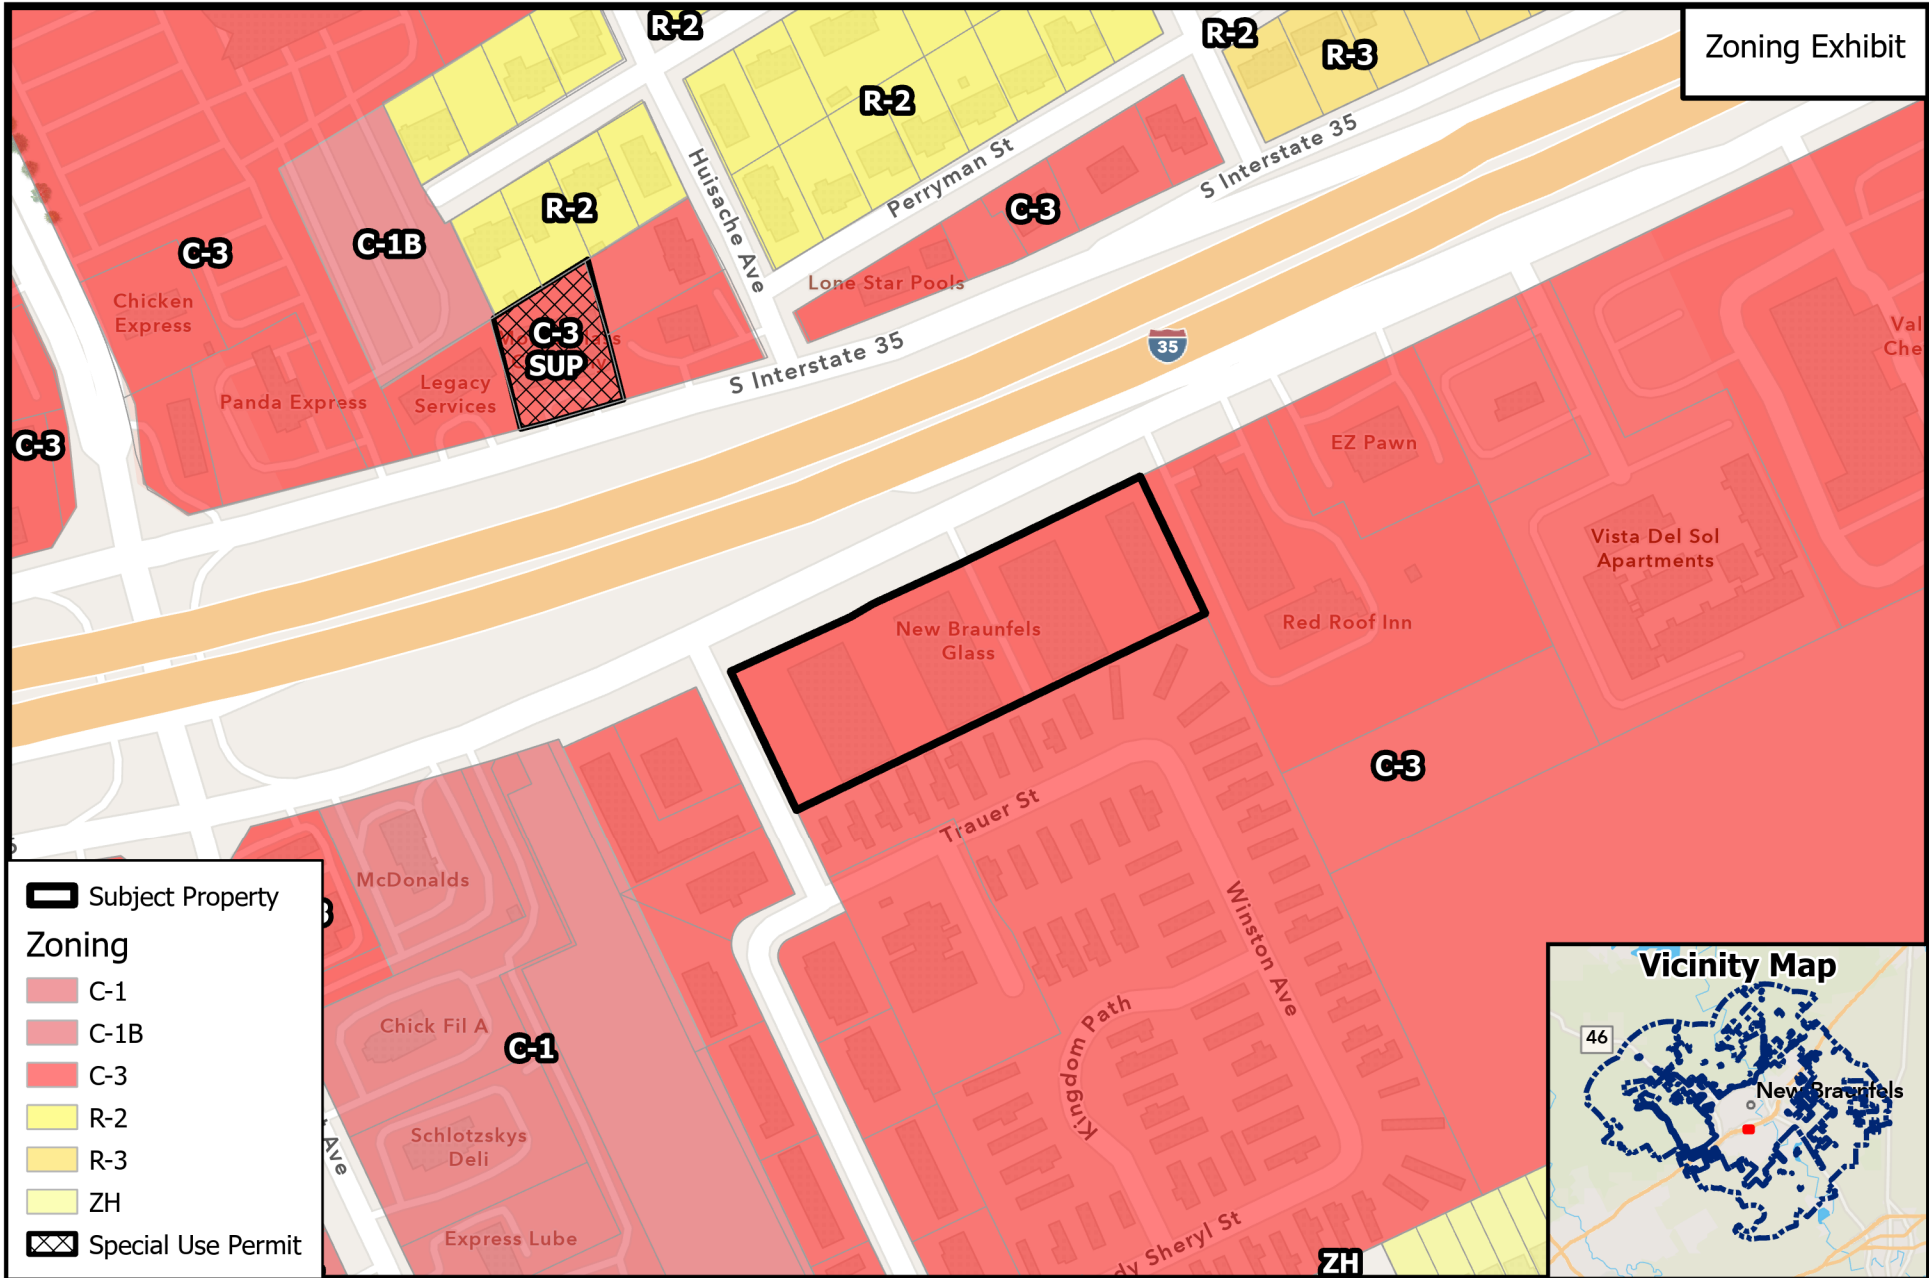 Zoning Exhibit
R-2
R-2
R-3
R-2
Perryman St
S Interstate 35
Huisache Ave
R-2
C-3
C-3
C-1B
Chicken
Express
Lone Star Pools
C-3
SUP
S Interstate 35
35
Val
Che
Legacy
Services
Panda Express
C-3
EZ Pawn
Vista Del Sol
Apartments
New Braunfels
Glass
Red Roof Inn
C-3
Trauer St
McDonalds
Winston Ave
Chick Fil A
C-1
Kingdom Path
Schlotzskys
Deli
Ave
Express Lube
dy Sheryl St
ZH
Subject Property
Zoning
C-1
C-1B
C-3
R-2
R-3
ZH
Special Use Permit
Vicinity Map
46
New Braunfels